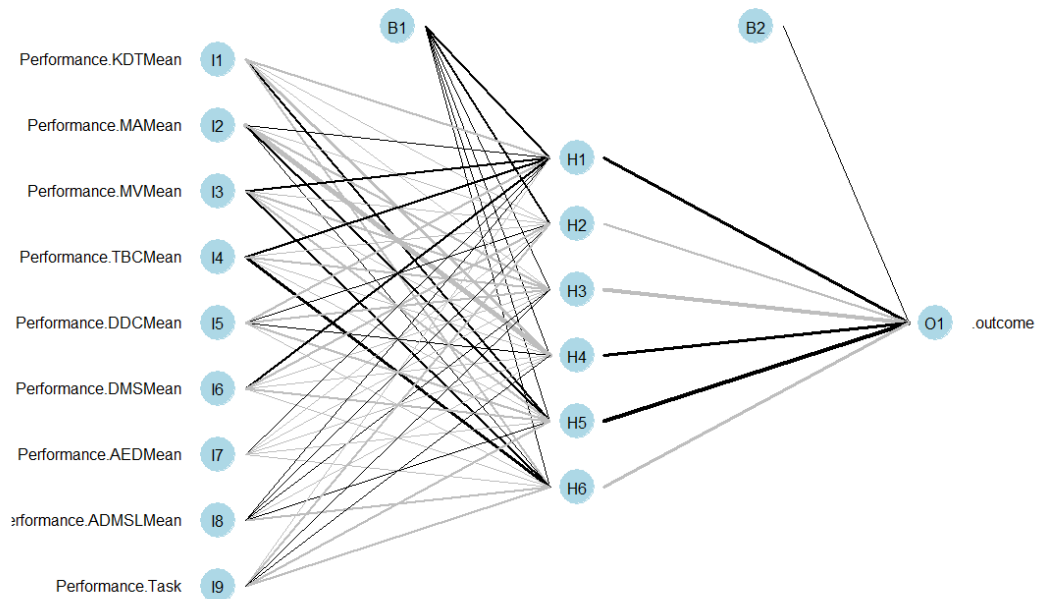 B1
B2
Performance.KDTMean I1
Performance.MAMean I2
H1
Performance.MVMean I3
H2
Performance.TBCMean I4
H3
Performance.DDCMean I5
O1 .outcome
H4
Performance.DMSMean I6
H5
Performance.AEDMean I7
H6
erformance.ADMSLMean I8
Performance.Task I9